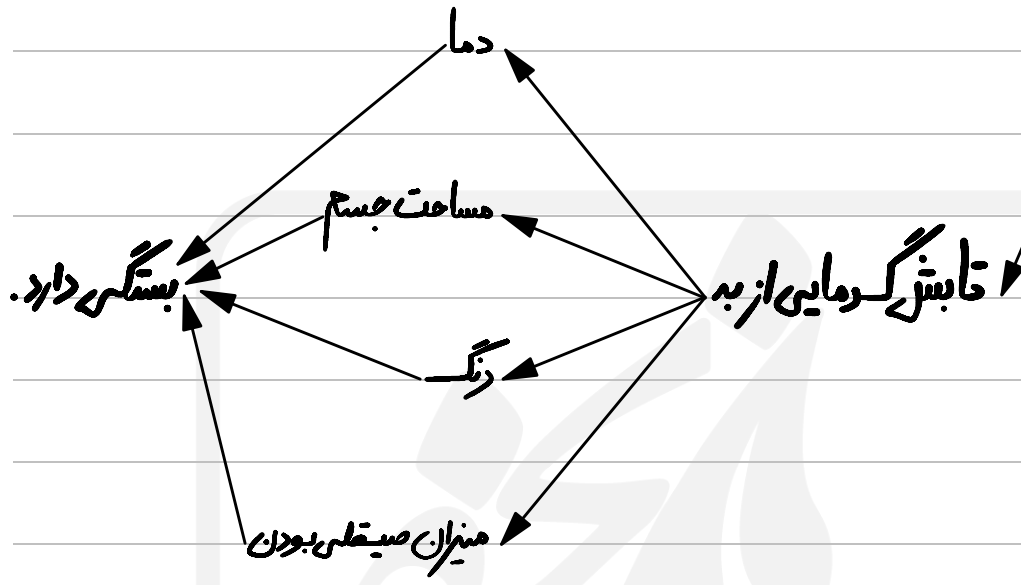 دما
مساحت جسم
تابش گرمایی از به
بستگی دارد.
رنگ
میزان صیقلی بودن